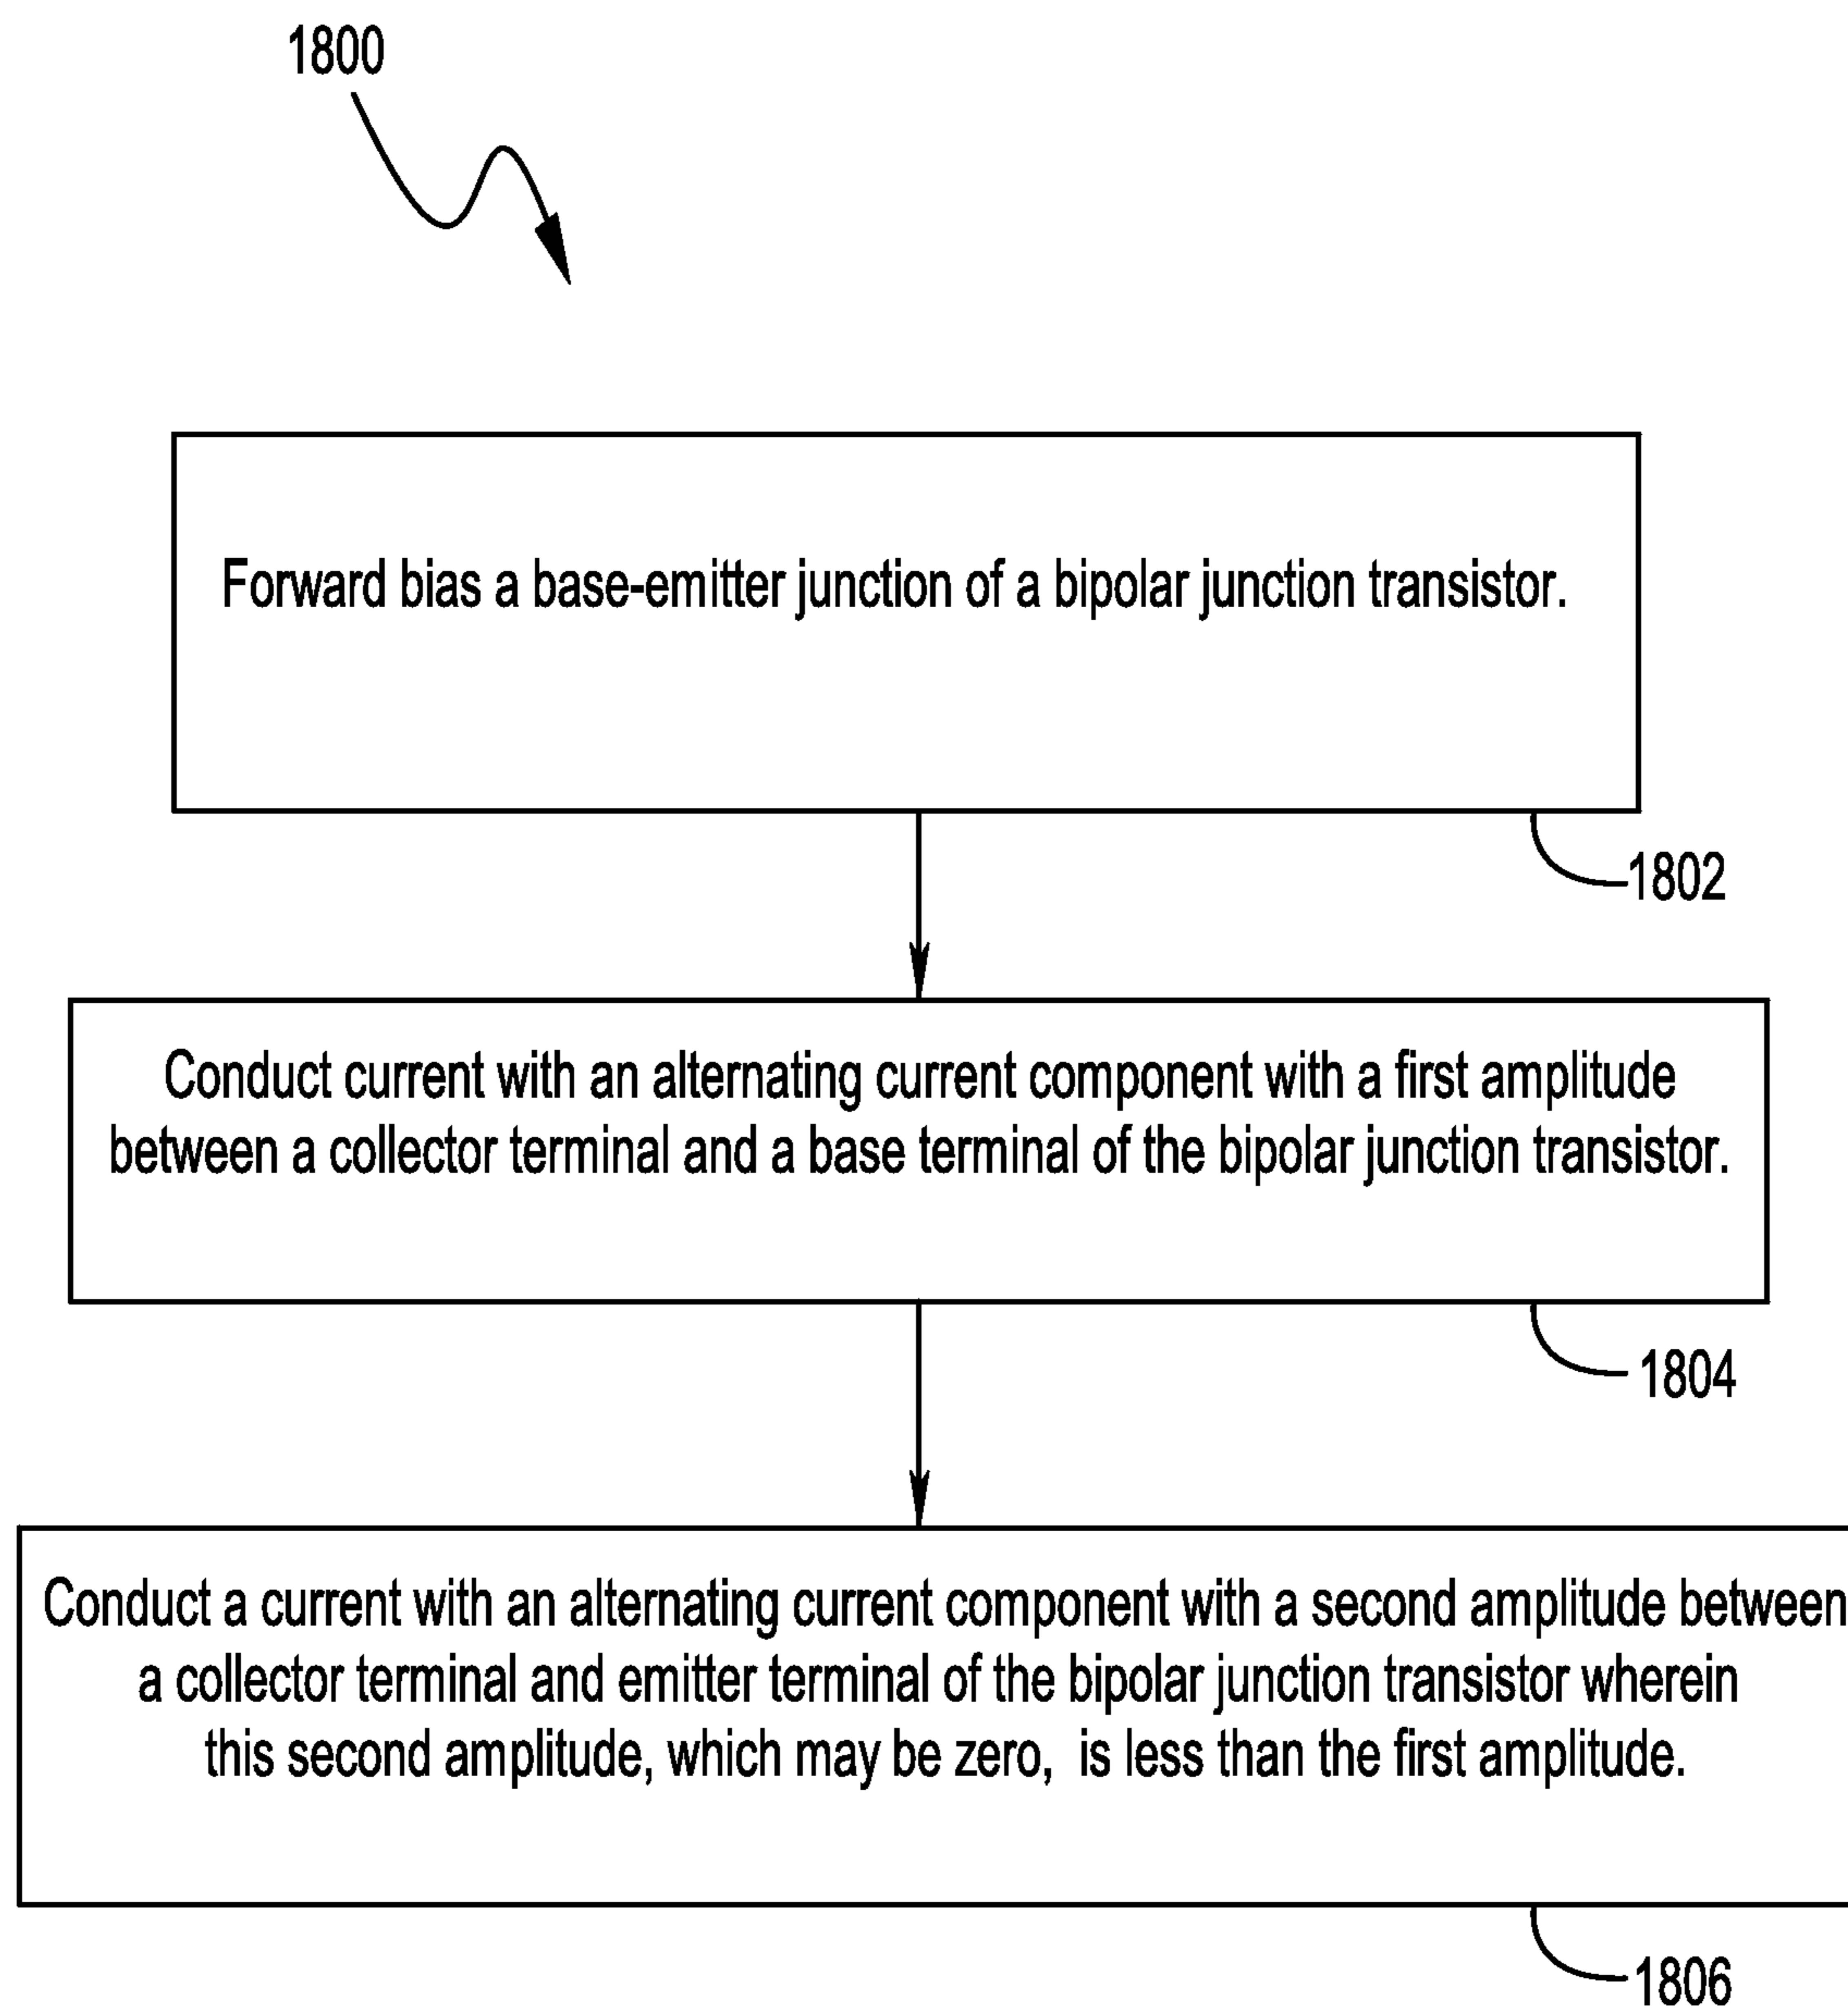 1800
Forward bias a base-emitter junction of a bipolar junction transistor.
1802
Conduct current with an alternating current component with a first amplitude
between a collector terminal and a base terminal of the bipolar junction transistor.
1804
Conduct a current with an alternating current component with a second amplitude between
a collector terminal and emitter terminal of the bipolar junction transistor wherein
this second amplitude, which may be zero, is less than the first amplitude.
1806